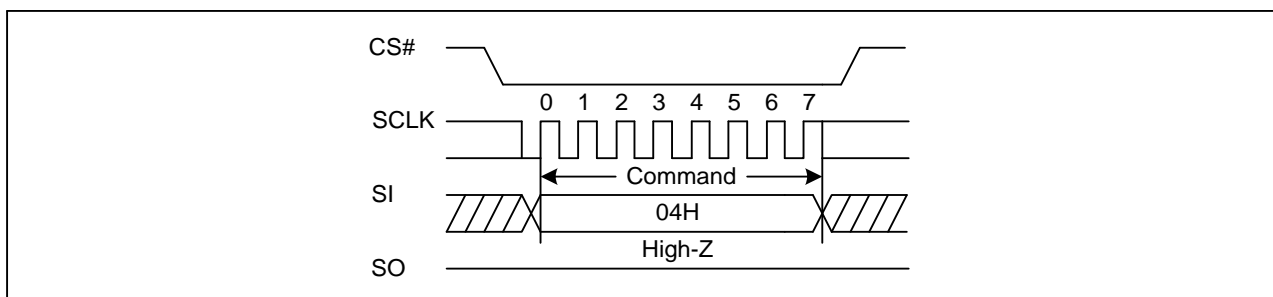 CS#
0 1 2 3 4 5 6 7
SCLK
Command
SI
04H
High-Z
SO